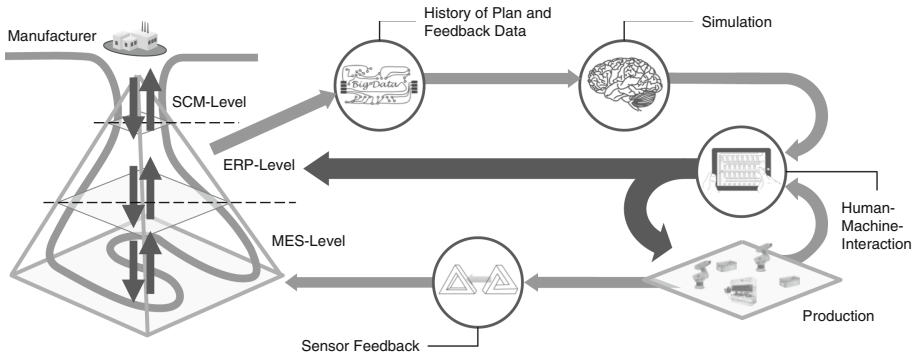 History of Plan and
Feedback Data
Simulation
Manufacturer
BigData
SCM-Level
ERP-Level
Human-
Machine-
Interaction
MES-Level
Production
Sensor Feedback